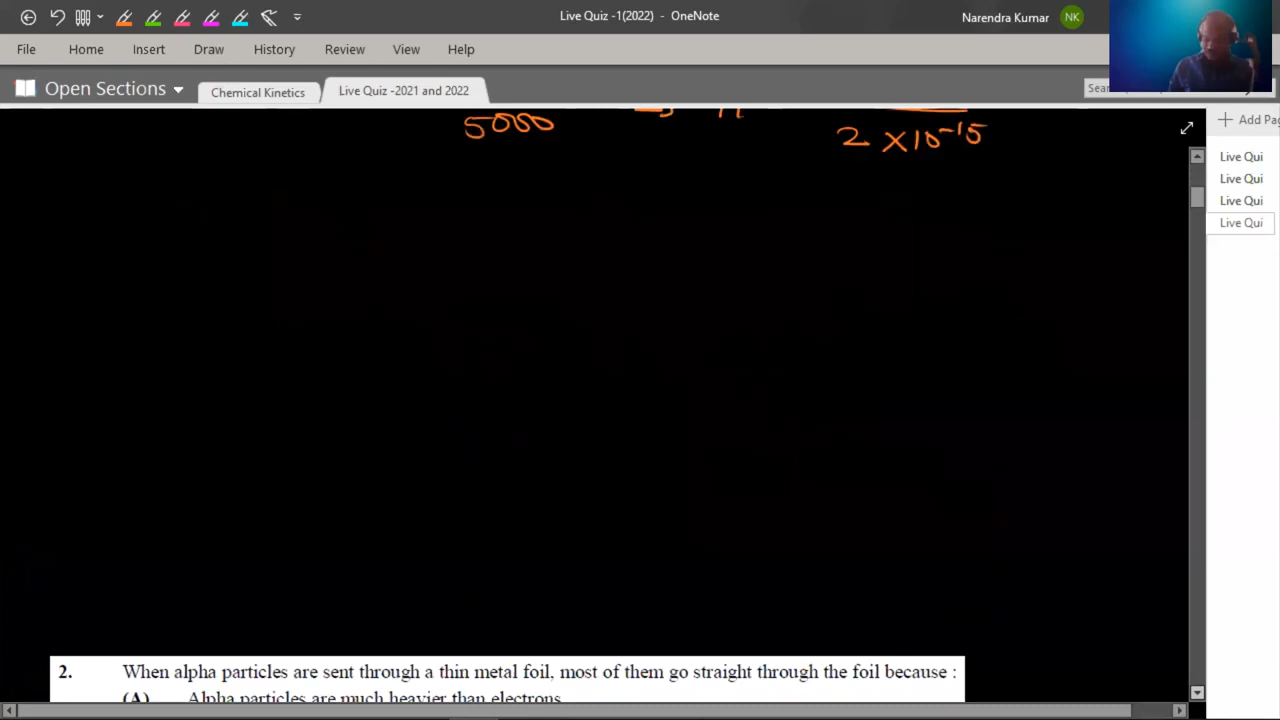 Live Quiz -1(2022) - OneNote
Narendra Kumar
NK
File
Home
Insert
Draw
History
Review
View
Help
Open Sections
Chemical Kinetics
Live Quiz -2021 and 2022
Sear
Add Pag
Live Qui
Live Qui
Live Qui
Live Qui
5000
2 ×10⁻¹⁵
2. When alpha particles are sent through a thin metal foil, most of them go straight through the foil because :
(A) Alpha particles are much heavier than electrons